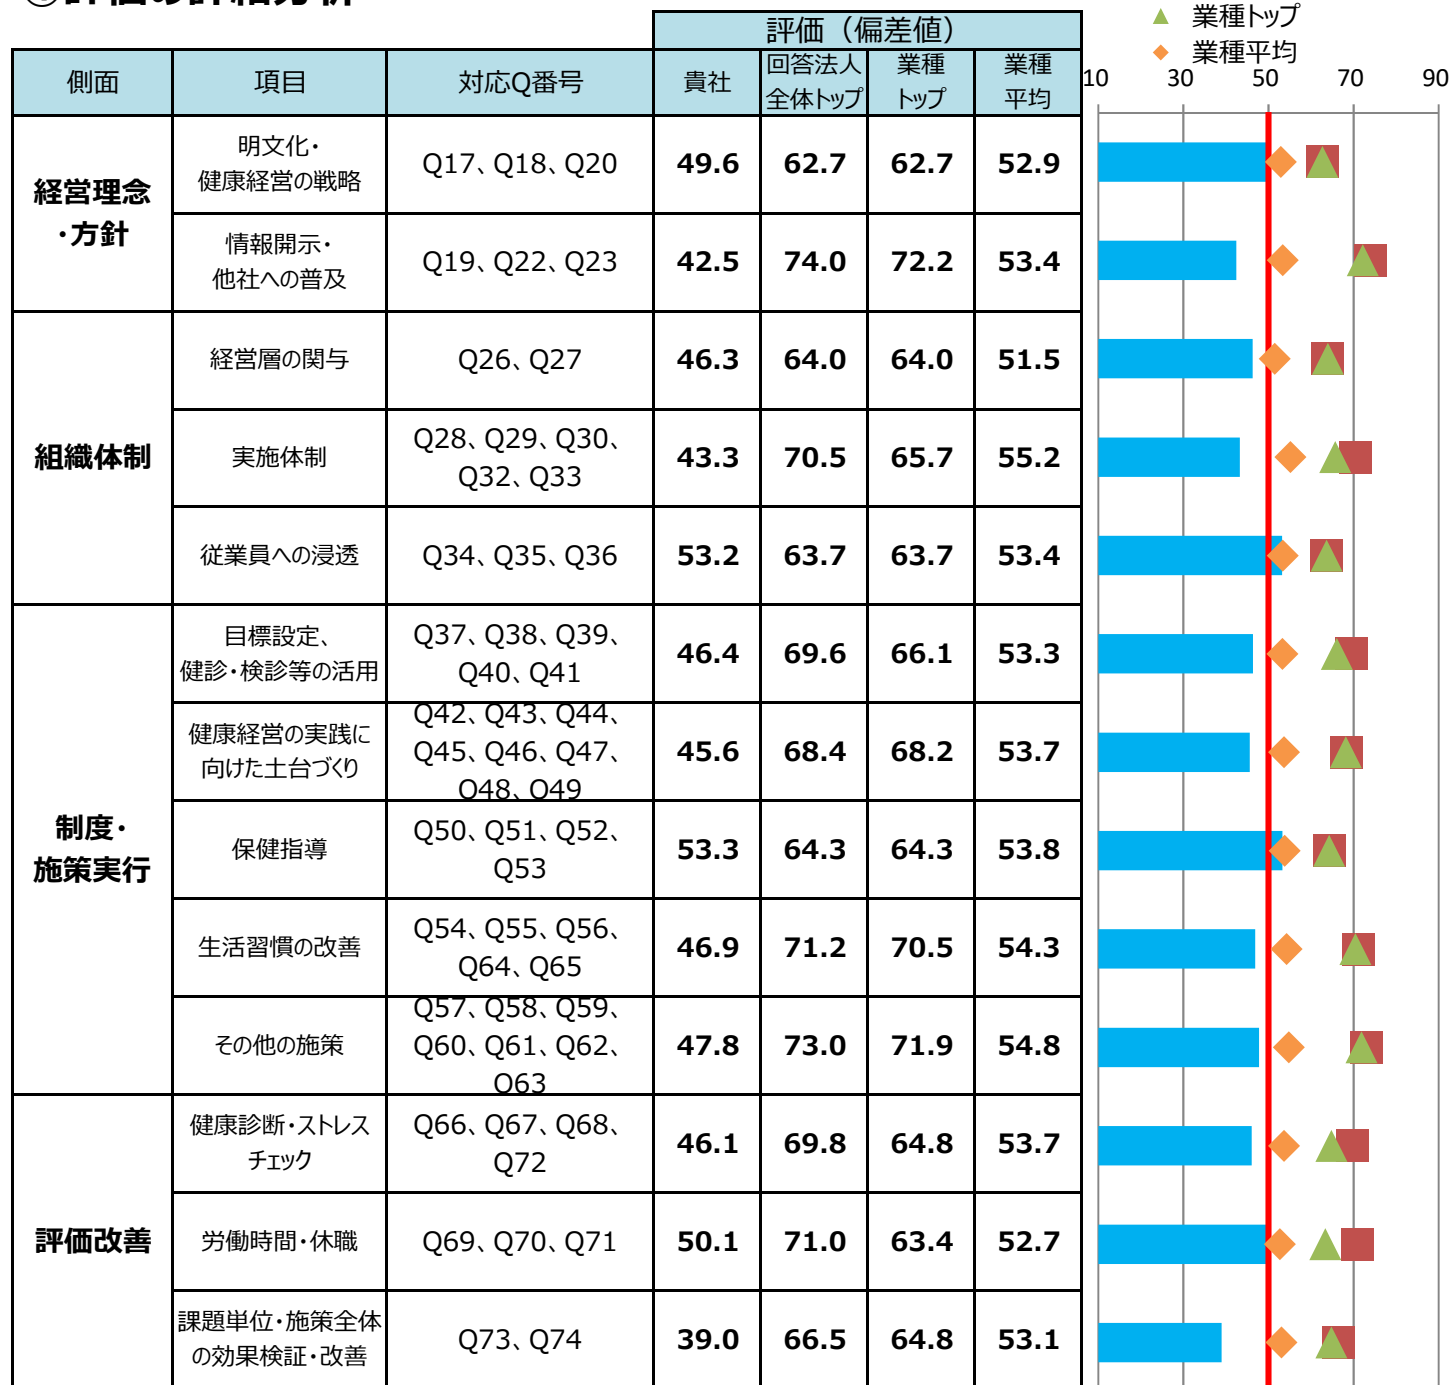 評価（偏差値）
▲ 業種トップ
◆ 業種平均
側面 項目 対応Q番号 貴社 回答法人 業種 業種
全体トップ トップ 平均
10 30 50 70 90
経営理念
・方針
明文化・
健康経営の戦略
Q17、Q18、Q20 49.6 62.7 62.7 52.9
情報開示・
他社への普及
Q19、Q22、Q23 42.5 74.0 72.2 53.4
組織体制
経営層の関与 Q26、Q27 46.3 64.0 64.0 51.5
実施体制
Q28、Q29、Q30、
Q32、Q33
43.3 70.5 65.7 55.2
従業員への浸透 Q34、Q35、Q36 53.2 63.7 63.7 53.4
制度・
施策実行
目標設定、
健診・検診等の活用
Q37、Q38、Q39、
Q40、Q41
46.4 69.6 66.1 53.3
健康経営の実践に
向けた土台づくり
Q42、Q43、Q44、
Q45、Q46、Q47、
Q48、Q49
45.6 68.4 68.2 53.7
保健指導
Q50、Q51、Q52、
Q53
53.3 64.3 64.3 53.8
生活習慣の改善
Q54、Q55、Q56、
Q64、Q65
46.9 71.2 70.5 54.3
その他の施策
Q57、Q58、Q59、
Q60、Q61、Q62、
Q63
47.8 73.0 71.9 54.8
評価改善
健康診断・ストレス
チェック
Q66、Q67、Q68、
Q72
46.1 69.8 64.8 53.7
労働時間・休職 Q69、Q70、Q71 50.1 71.0 63.4 52.7
課題単位・施策全体
の効果検証・改善
Q73、Q74 39.0 66.5 64.8 53.1